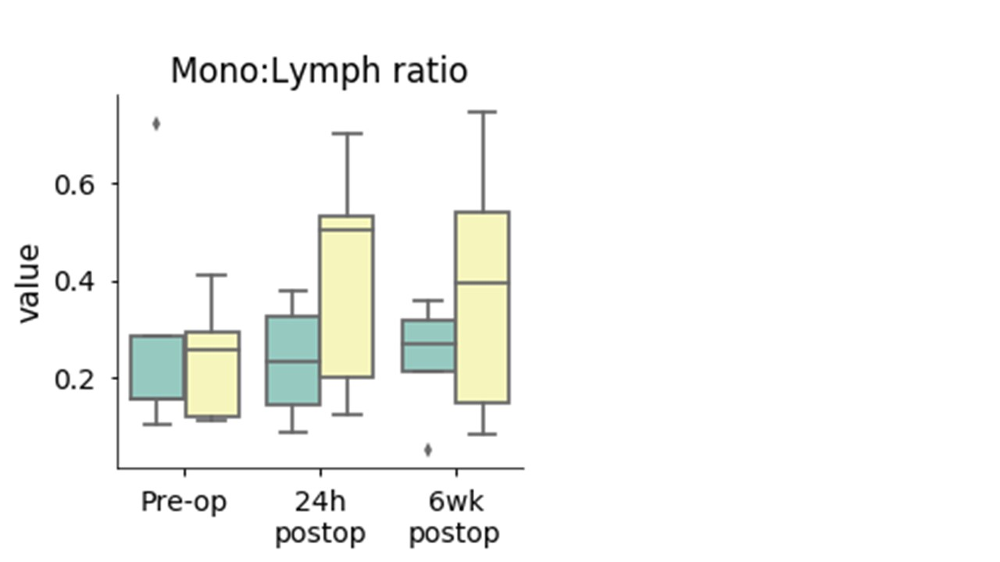 Mono:Lymph ratio
value
0.6
0.4
0.2
Pre-op
24h
postop
6wk
postop